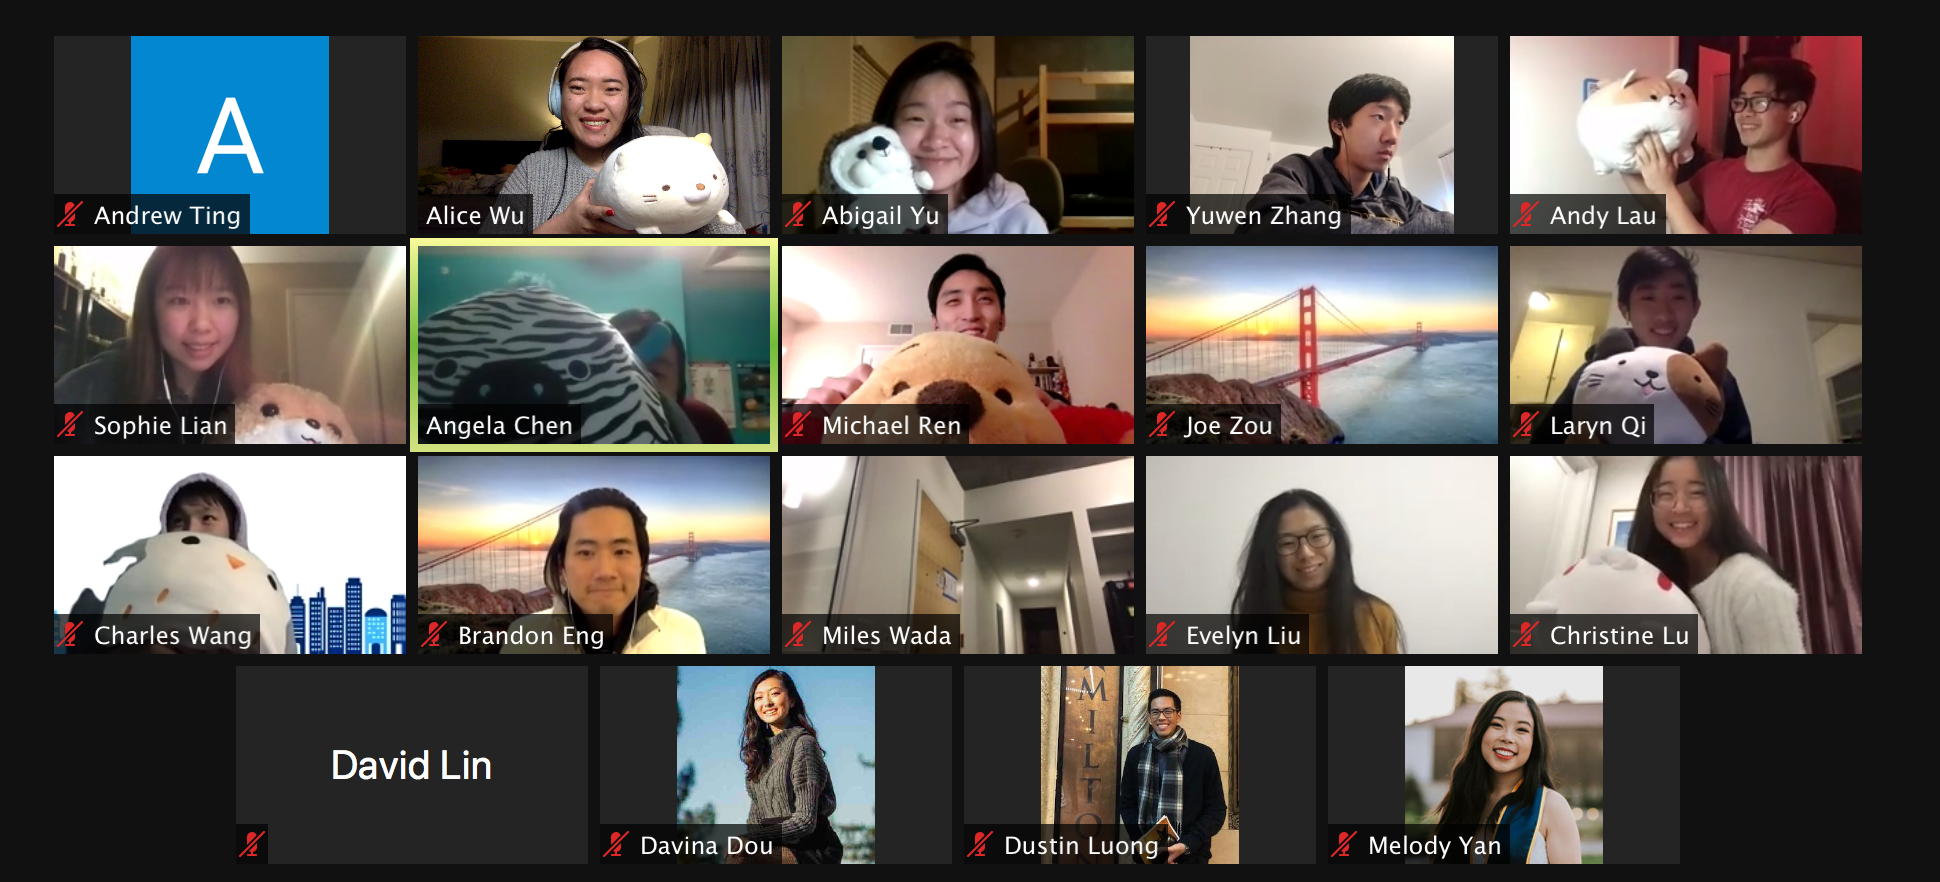 A
Andrew Ting
Alice Wu
Abigail Yu
Yuwen Zhang
Andy Lau
Sophie Lian
Angela Chen
Michael Ren
Joe Zou
Laryn Qi
Charles Wang
Brandon Eng
Miles Wada
Evelyn Liu
Christine Lu
David Lin
Davina Dou
MILTO
Dustin Luong
Melody Yan